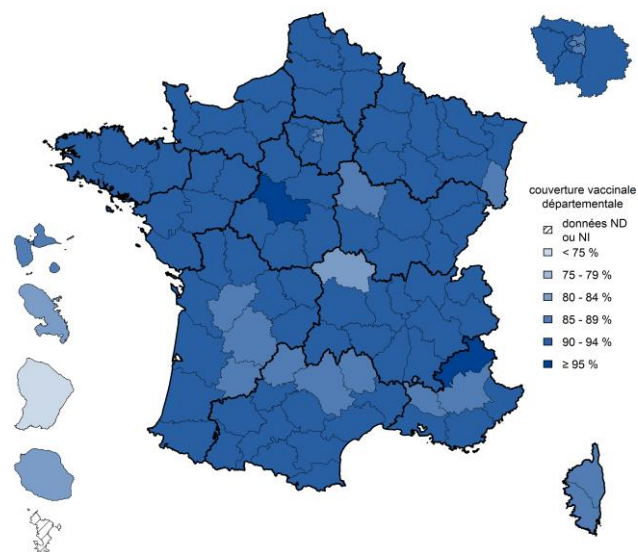 couverture vaccinale
départementale
données ND
ou NI
< 75 %
75 - 79 %
80 - 84 %
85 - 89 %
90 - 94 %
≥ 95 %